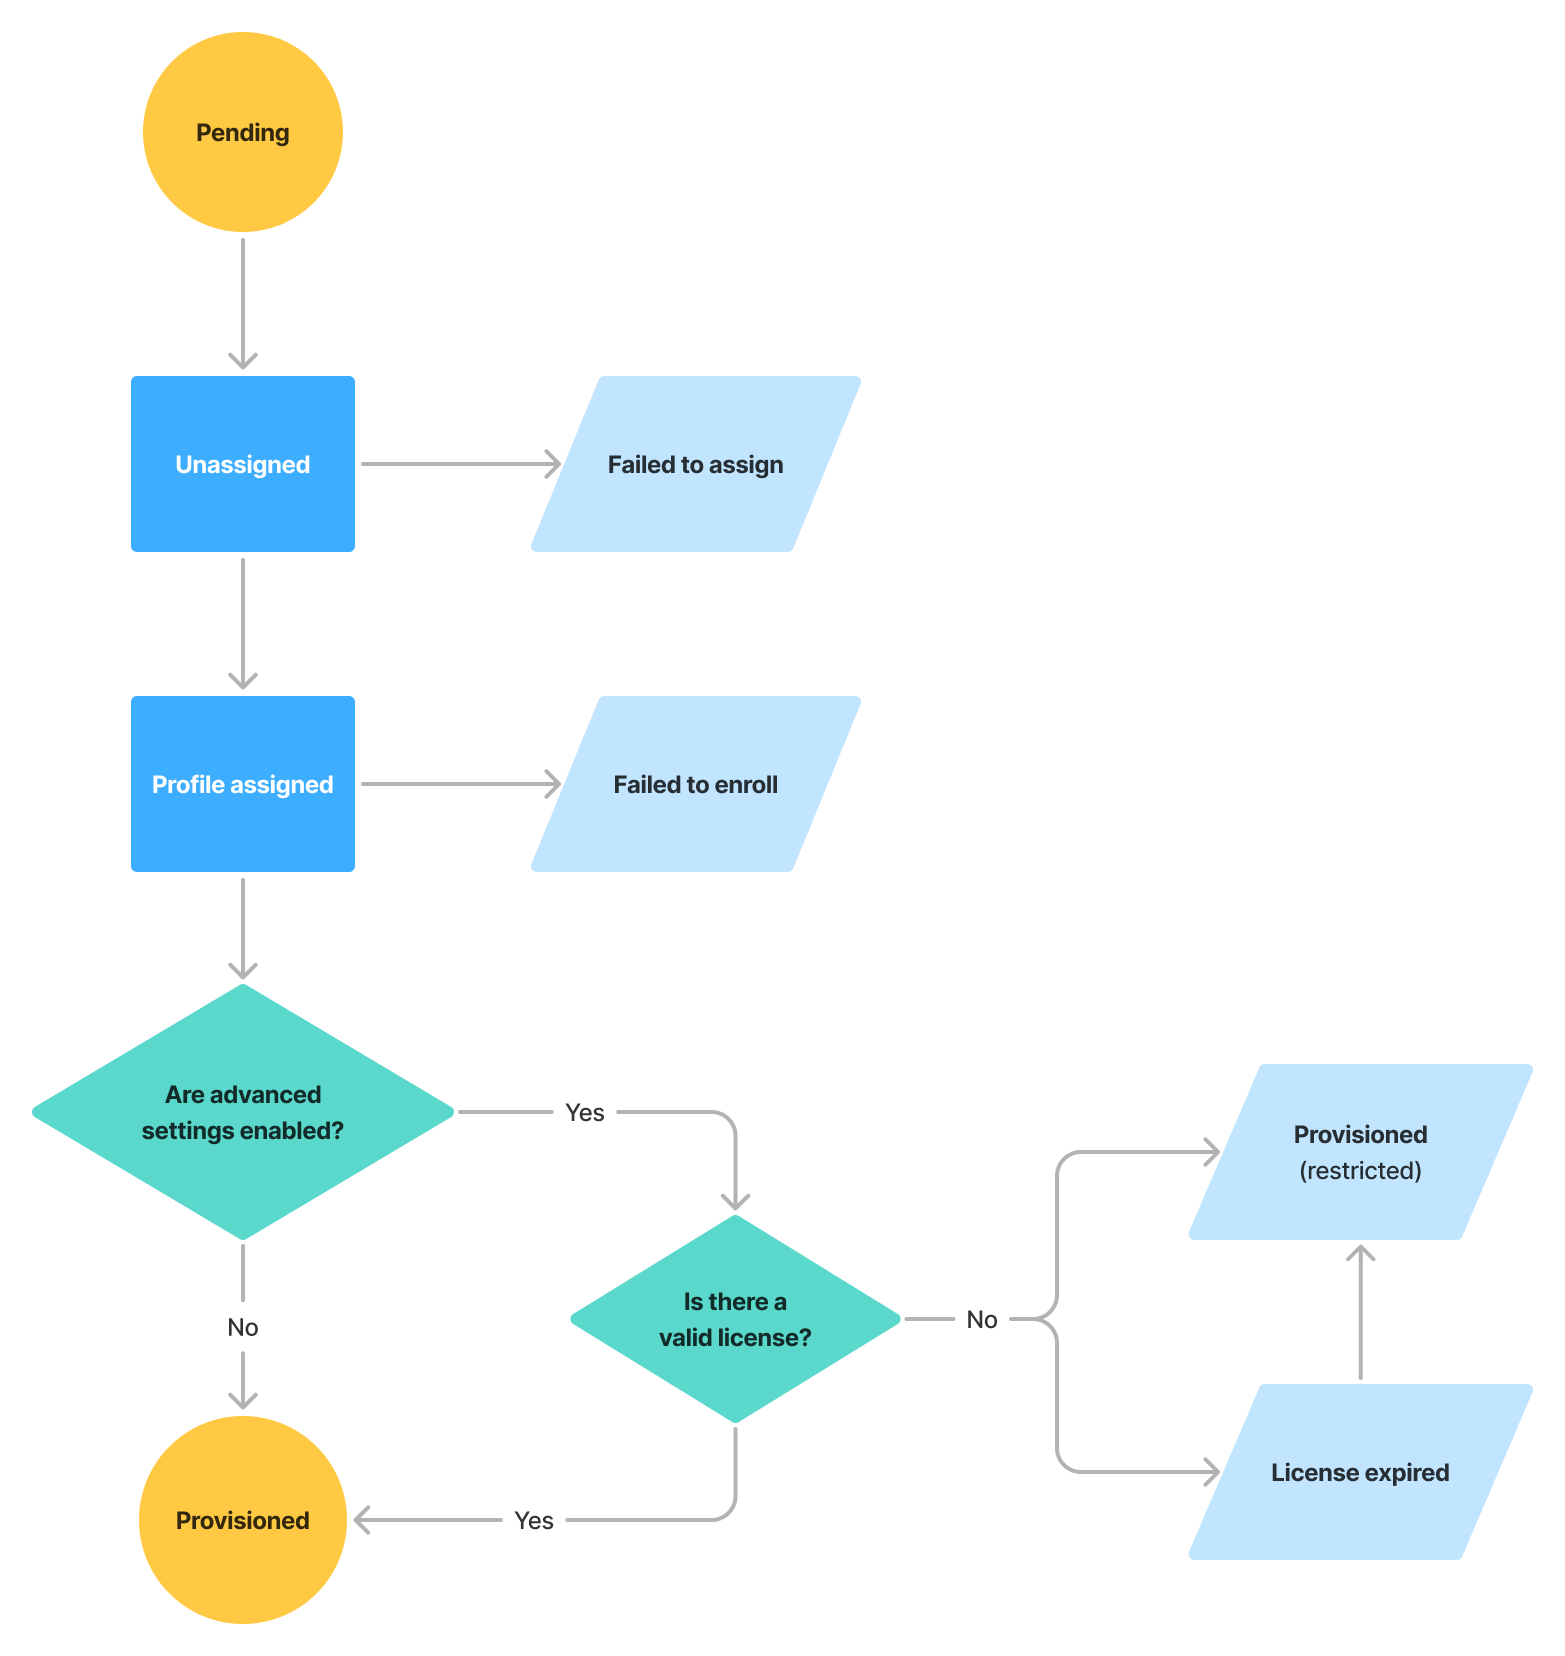 Pending
Unassigned
Failed to assign
Profile assigned
Failed to enroll
Are advanced
settings enabled?
Yes
Provisioned
(restricted)
Is there a
valid license?
No
No
License expired
Provisioned
Yes